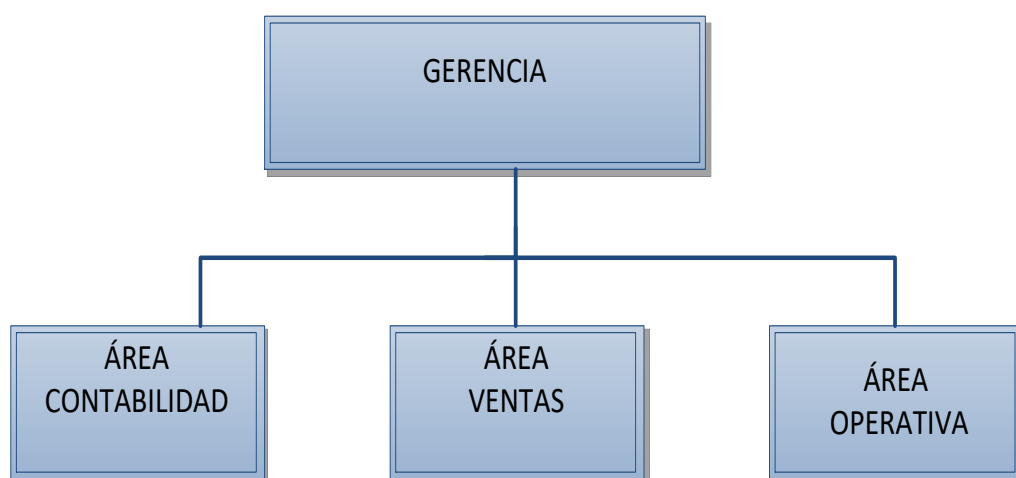 GERENCIA
ÁREA
CONTABILIDAD
ÁREA
VENTAS
ÁREA
OPERATIVA